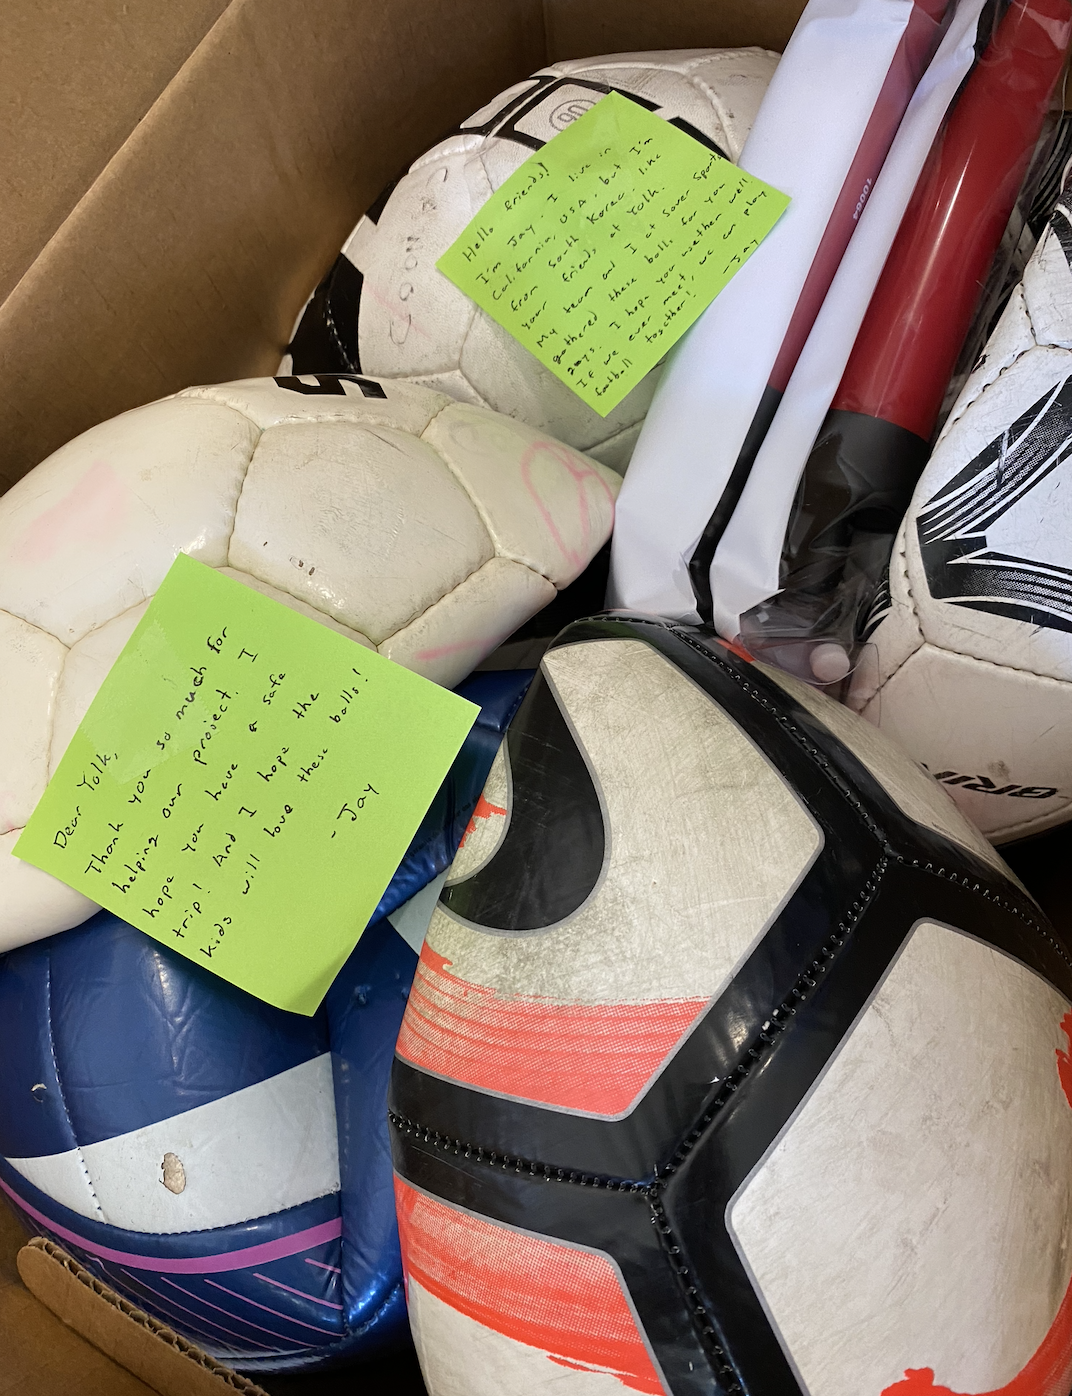 Hello friends!
I'm Jay. I live in
California, USA but I'm
from South Korea, like
your friends at Yolk.
My team and I at Sover Sports
gathered these balls for you
guys. I hope you well.
If we ever meet, we can play
football together!
-Jay
5
Dear Yolk,
Thank you so much for
helping our project. I
hope you have a safe
trip! And I hope the
kids will love these balls!
- Jay